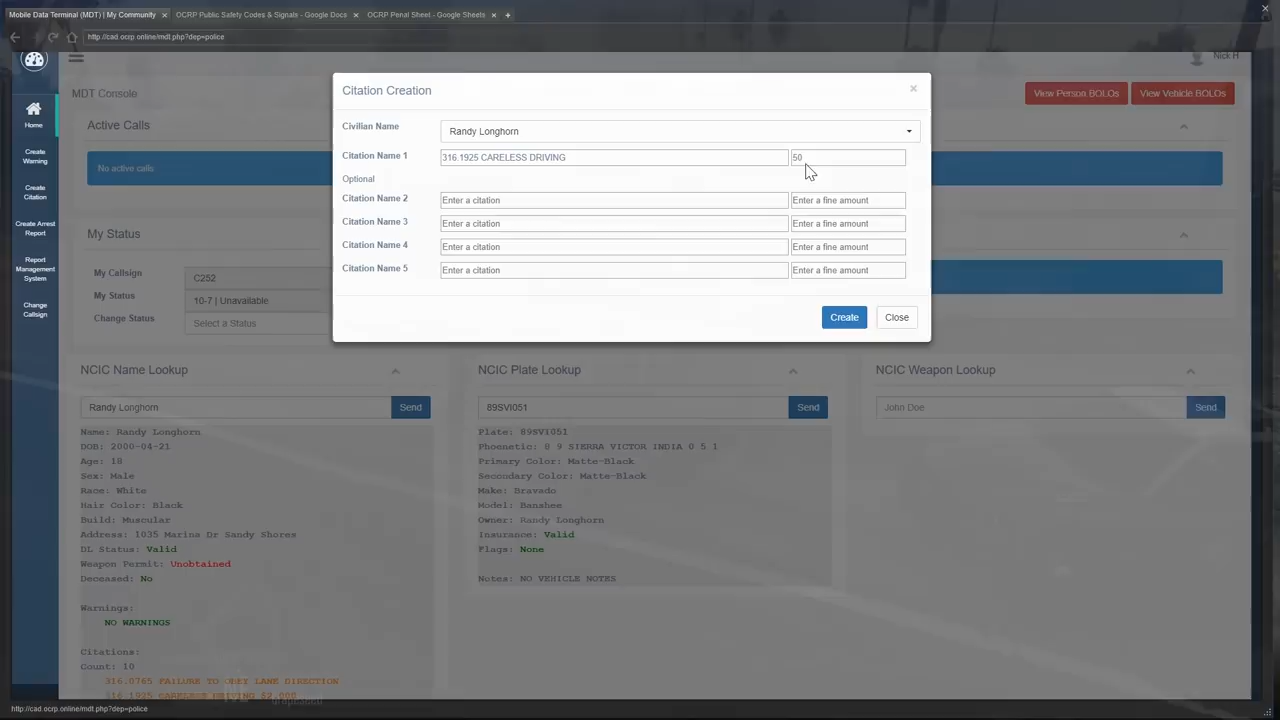 Mobile Data Terminal (MDT) | My Community × OCRP Public Safety Codes & Signals - Google Docs × OCRP Penal Sheet - Google Sheets × +
http://cad.ocrp.online/mdt.php?dep=police
Nick H
Home
Create Warning
Create Citation
Create Arrest Report
Report Management System
Change Callsign
MDT Console
View Person BOLOs
View Vehicle BOLOs
Active Calls
No active calls
My Status
My Callsign C252
My Status 10-7 | Unavailable
Change Status Select a Status
Citation Creation ×
Civilian Name Randy Longhorn
Citation Name 1 316.1925 CARELESS DRIVING 50
Optional
Citation Name 2 Enter a citation Enter a fine amount
Citation Name 3 Enter a citation Enter a fine amount
Citation Name 4 Enter a citation Enter a fine amount
Citation Name 5 Enter a citation Enter a fine amount
Create Close
NCIC Name Lookup
Randy Longhorn Send
Name: Randy Longhorn
DOB: 2000-04-21
Age: 18
Sex: Male
Race: White
Hair Color: Black
Build: Muscular
Address: 1035 Marina Dr Sandy Shores
DL Status: Valid
Weapon Permit: Unobtained
Deceased: No
Warnings:
NO WARNINGS
Citations:
Count: 10
316.0765 FAILURE TO OBEY LANE DIRECTION
316.1925 CARELESS DRIVING $2,000
NCIC Plate Lookup
89SVI051 Send
Plate: 89SVI051
Phoenetic: 8 9 SIERRA VICTOR INDIA 0 5 1
Primary Color: Matte-Black
Secondary Color: Matte-Black
Make: Bravado
Model: Banshee
Owner: Randy Longhorn
Insurance: Valid
Flags: None
Notes: NO VEHICLE NOTES
NCIC Weapon Lookup
John Doe Send
http://cad.ocrp.online/mdt.php?dep=police